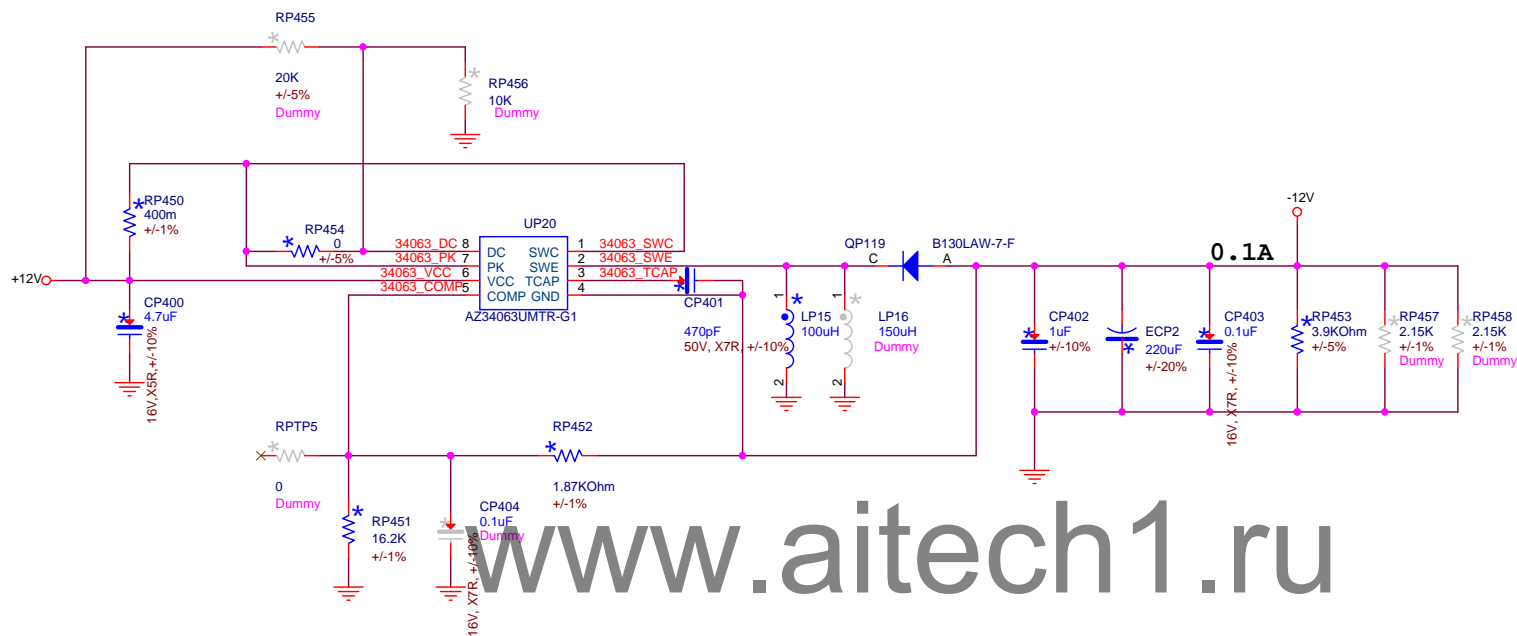 RP455
20K
+/-5%
Dummy
RP456
10K
Dummy
RP450
400m
+/-1%
RP454
0
+/-5%
+12V
CP400
4.7uF
16V,X5R,+/-10%
UP20
34063_DC 8 DC SWC 1 34063_SWC
34063_PK 7 PK SWE 2 34063_SWE
34063_VCC 6 VCC TCAP 3 34063_TCAP
34063_COMP 5 COMP GND 4
AZ34063UMTR-G1
CP401
470pF
50V, X7R, +/-10%
1 LP15
100uH
2
1 LP16
150uH
Dummy
2
QP119
C
B130LAW-7-F
A
0.1A
-12V
CP402
1uF
+/-10%
ECP2
220uF
+/-20%
CP403
0.1uF
16V, X7R, +/-10%
RP453
3.9KOhm
+/-5%
RP457
2.15K
+/-1%
Dummy
RP458
2.15K
+/-1%
Dummy
RPTP5
0
Dummy
RP451
16.2K
+/-1%
CP404
0.1uF
Dummy
16V, X7R, +/-10%
RP452
1.87KOhm
+/-1%
www.aitech1.ru